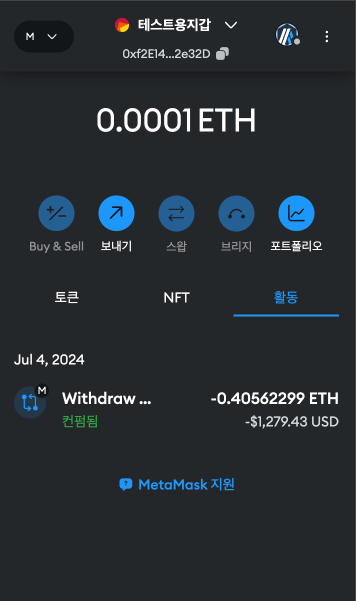 M
테스트용지갑
0xf2E14...2e32D
0.0001 ETH
Buy & Sell 보내기 스왑 브리지 포트폴리오
토큰 NFT 활동
Jul 4, 2024
M
Withdraw ... -0.40562299 ETH
컨펌됨 -$1,279.43 USD
MetaMask 지원